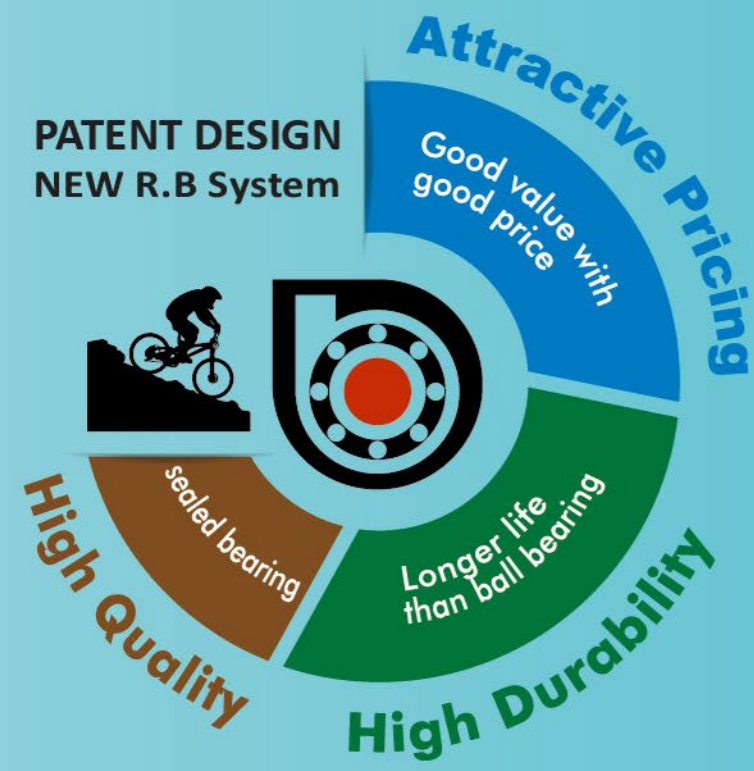 PATENT DESIGN
NEW R.B System
Attractive Pricing
Good value with
good price
Longer life
than ball bearing
High Durability
sealed bearing
High Quality